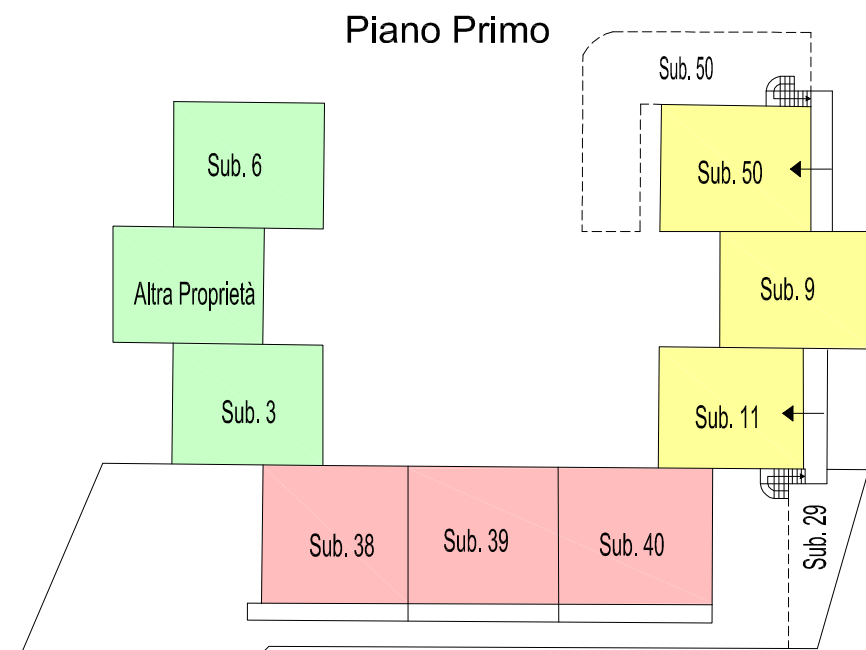 Piano Primo
Sub. 50
Sub. 6
Sub. 50
Altra Proprietà
Sub. 9
Sub. 3
Sub. 11
Sub. 38
Sub. 39
Sub. 40
Sub. 29